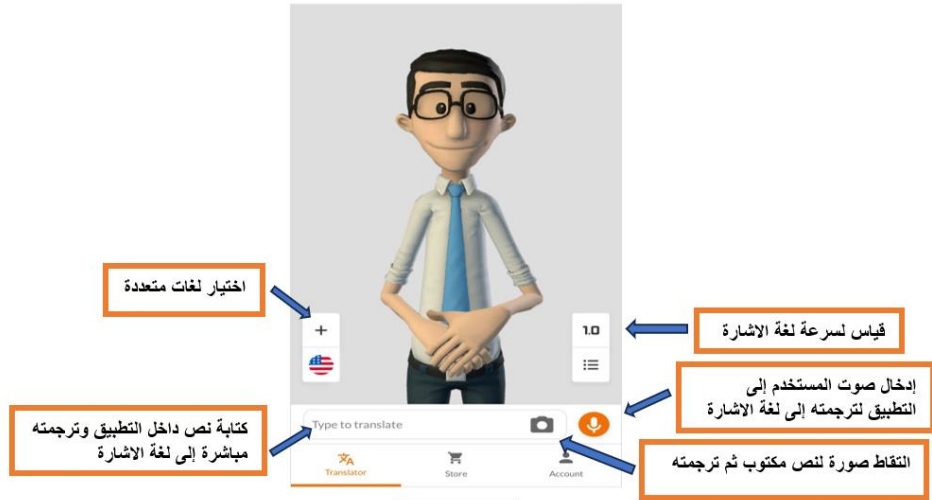 اختيار لغات متعددة
+
1.0
قياس لسرعة لغة الاشارة
إدخال صوت المستخدم إلى
التطبيق لترجمته إلى لغة الاشارة
كتابة نص داخل التطبيق وترجمته
مباشرة إلى لغة الاشارة
Type to translate
التقاط صورة لنص مكتوب ثم ترجمته
Translator
Store
Account